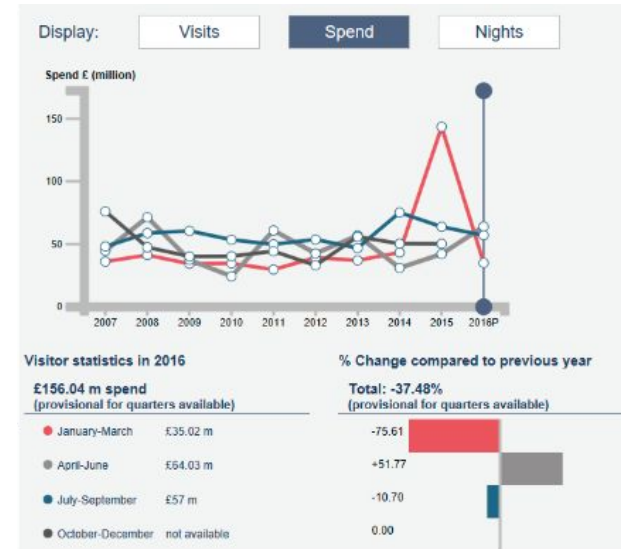 Display: Visits Spend Nights
Spend £ (million)
150
100
50
0
2007 2008 2009 2010 2011 2012 2013 2014 2015 2016P
Visitor statistics in 2016
£156.04 m spend
(provisional for quarters available)
January-March £35.02 m
April-June £64.03 m
July-September £57 m
October-December not available
% Change compared to previous year
Total: -37.48%
(provisional for quarters available)
-75.61
+51.77
-10.70
0.00